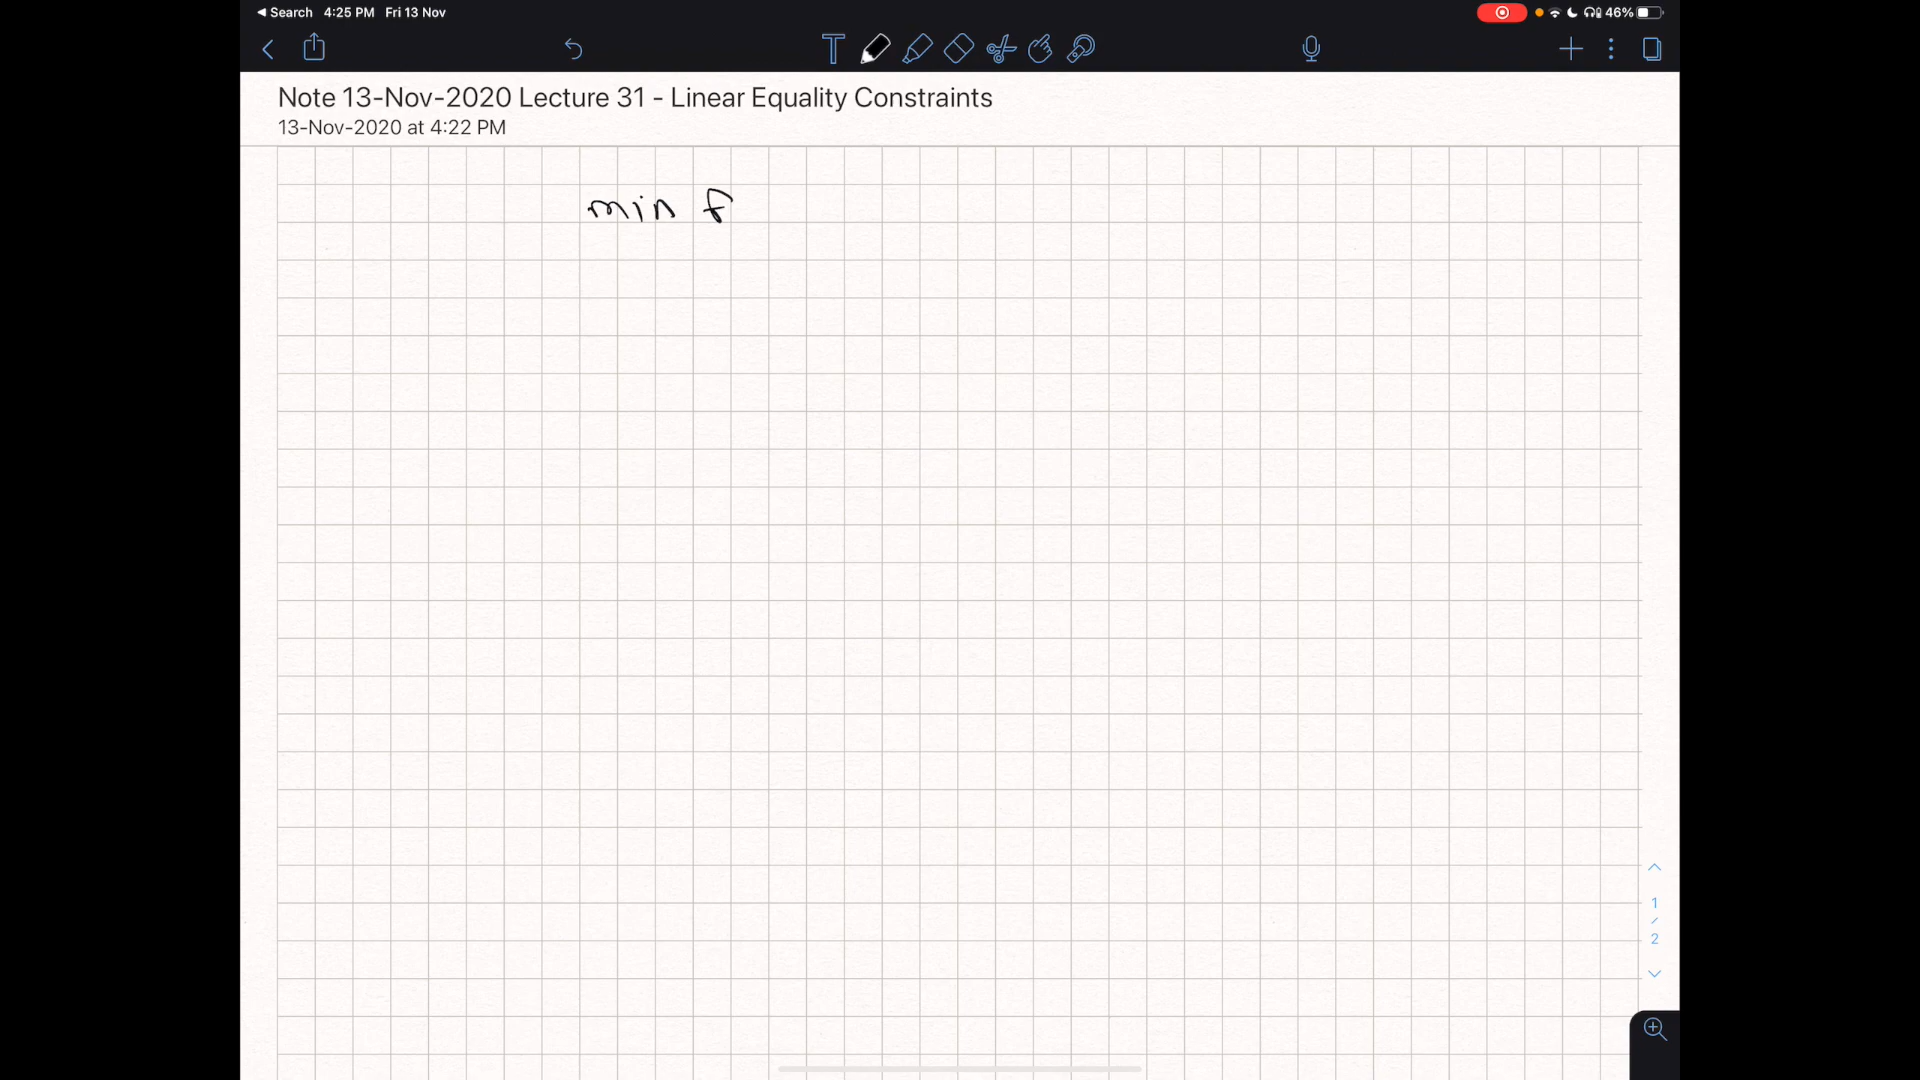 Search 4:25 PM Fri 13 Nov 46%
Note 13-Nov-2020 Lecture 31 - Linear Equality Constraints
13-Nov-2020 at 4:22 PM
min f
1
/
2